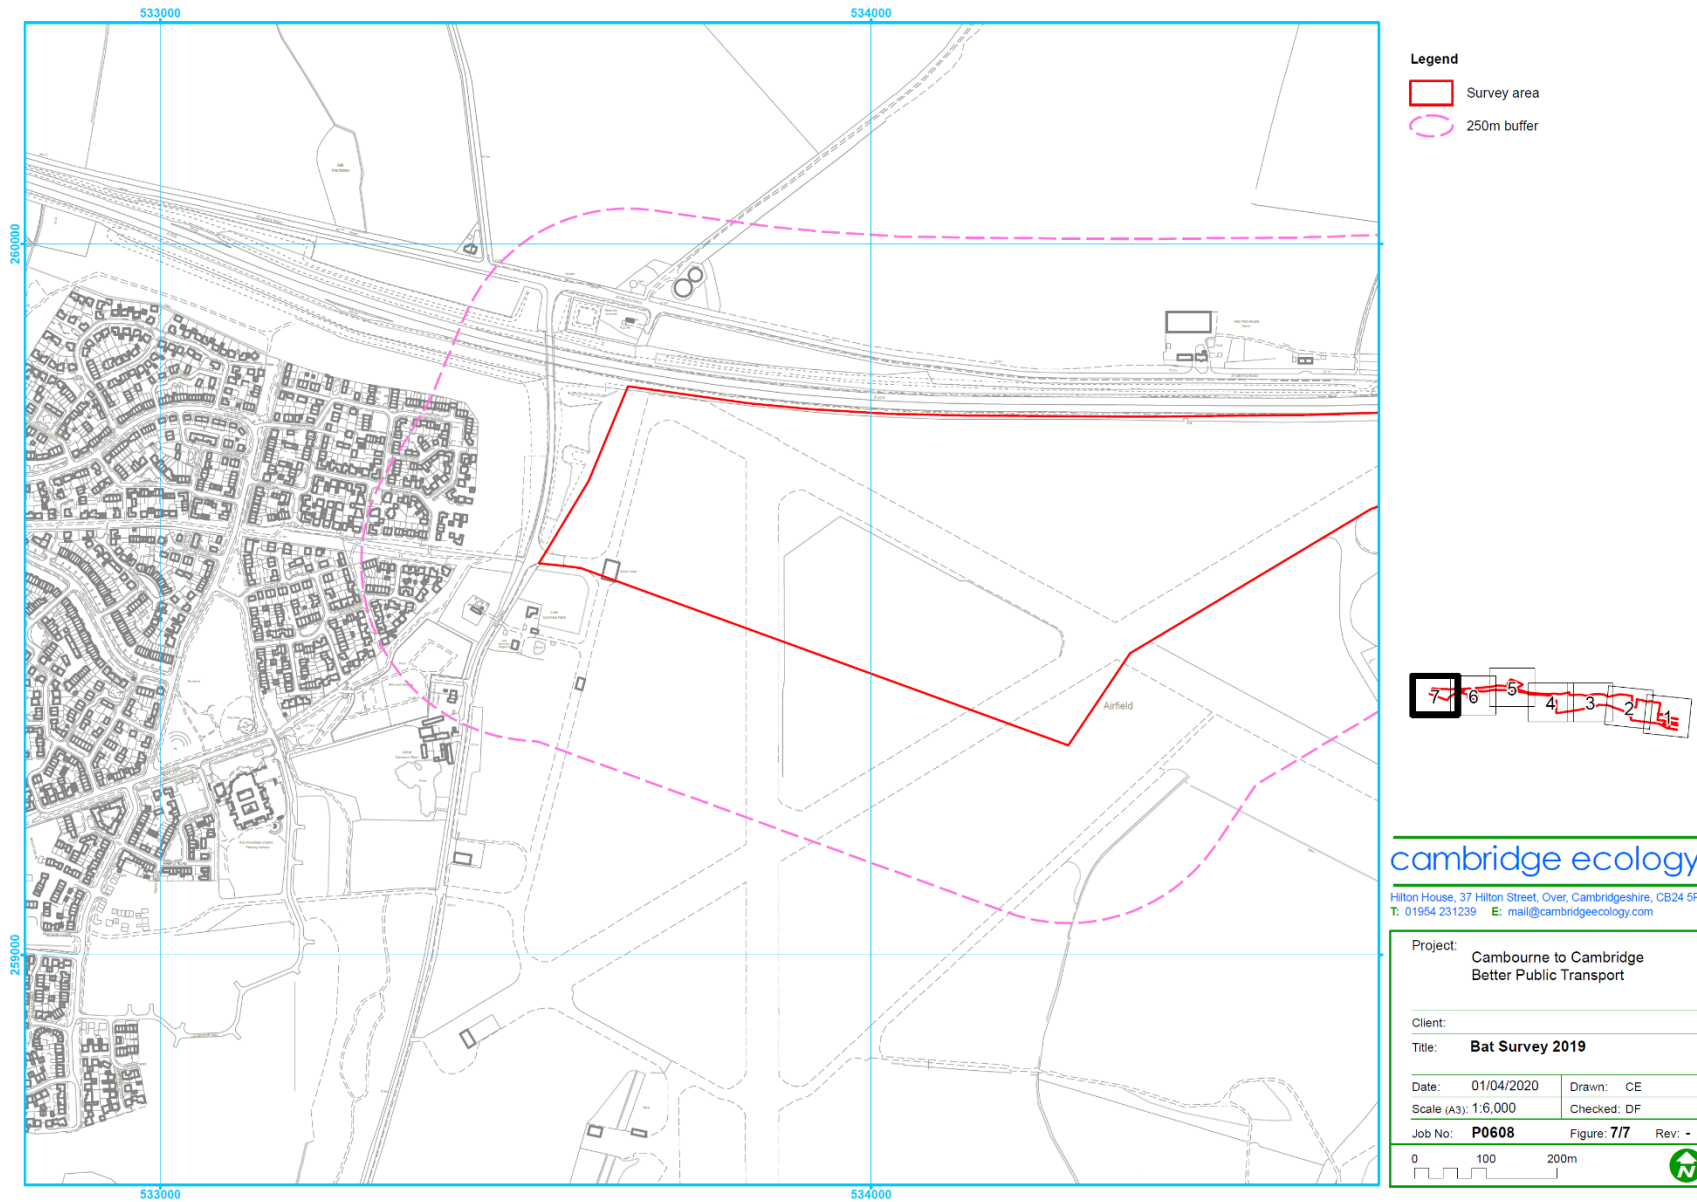 533000
534000
260000
259000
Airfield
533000
534000
Legend
Survey area
250m buffer
7
6
5
4
3
2
1
cambridge ecology
Hilton House, 37 Hilton Street, Over, Cambridgeshire, CB24
T: 01954 231239 E: mail@cambridgeecology.com
Project:
Cambourne to Cambridge
Better Public Transport
Client:
Title: Bat Survey 2019
Date: 01/04/2020 Drawn: CE
Scale (A3): 1:6,000 Checked: DF
Job No: P0608 Figure: 7/7 Rev: -
0 100 200m
N